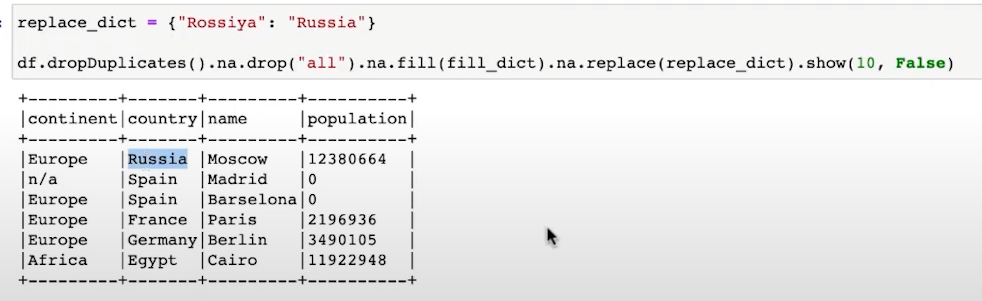 : replace_dict = {"Rossiya": "Russia"}
df.dropDuplicates().na.drop("all").na.fill(fill_dict).na.replace(replace_dict).show(10, False)
+---------+-------+---------+----------+
|continent|country|name     |population|
+---------+-------+---------+----------+
|Europe   |Russia |Moscow   |12380664  |
|n/a      |Spain  |Madrid   |0         |
|Europe   |Spain  |Barselona|0         |
|Europe   |France |Paris    |2196936   |
|Europe   |Germany|Berlin   |3490105   |
|Africa   |Egypt  |Cairo    |11922948  |
+---------+-------+---------+----------+